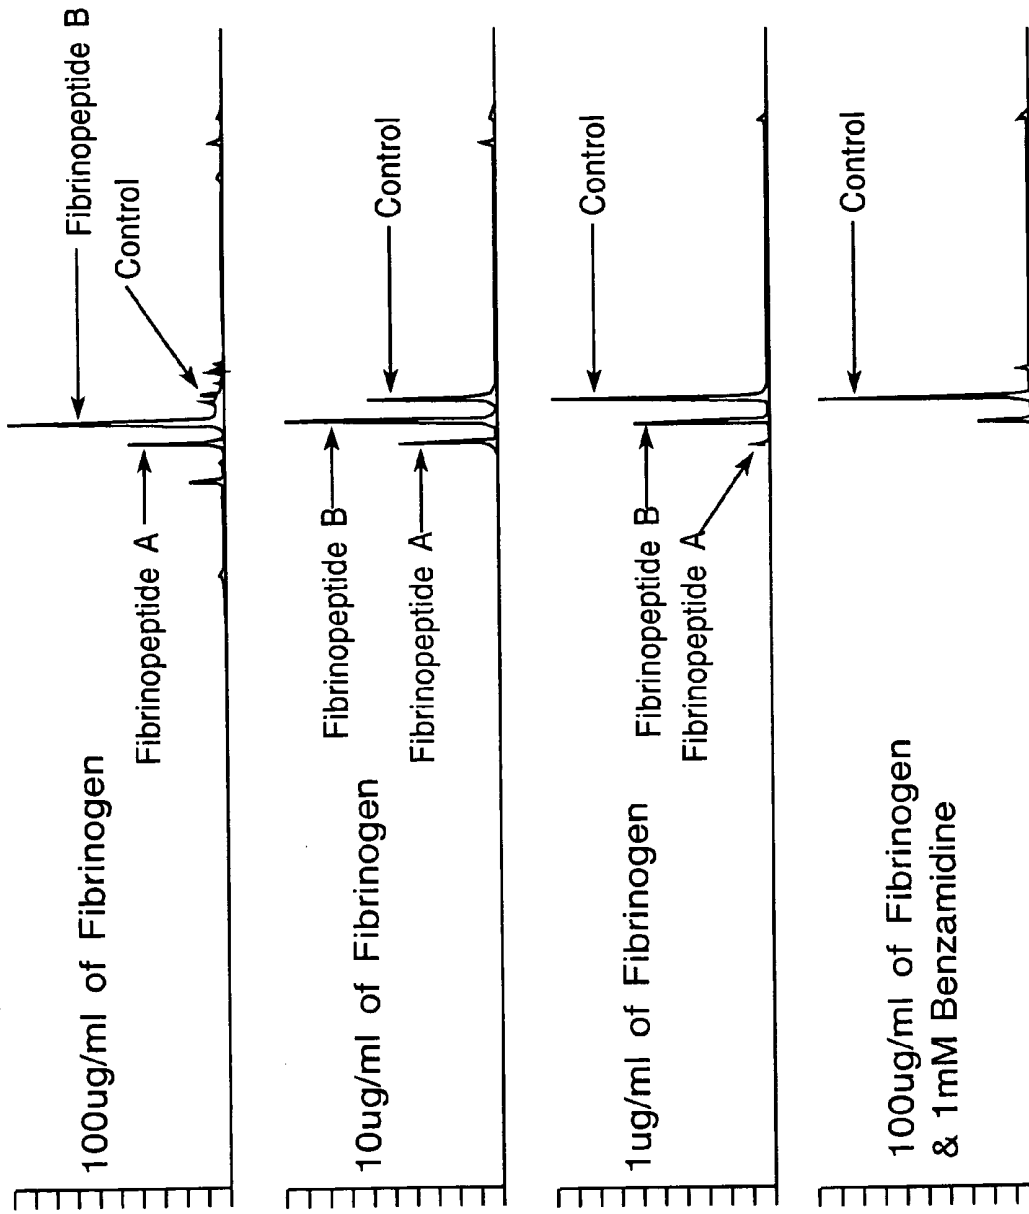 100ug/ml of Fibrinogen
Fibrinopeptide A
Fibrinopeptide B
Control
10ug/ml of Fibrinogen
Fibrinopeptide B
Fibrinopeptide A
Control
1ug/ml of Fibrinogen
Fibrinopeptide B
Fibrinopeptide A
Control
100ug/ml of Fibrinogen
& 1mM Benzamidine
Control